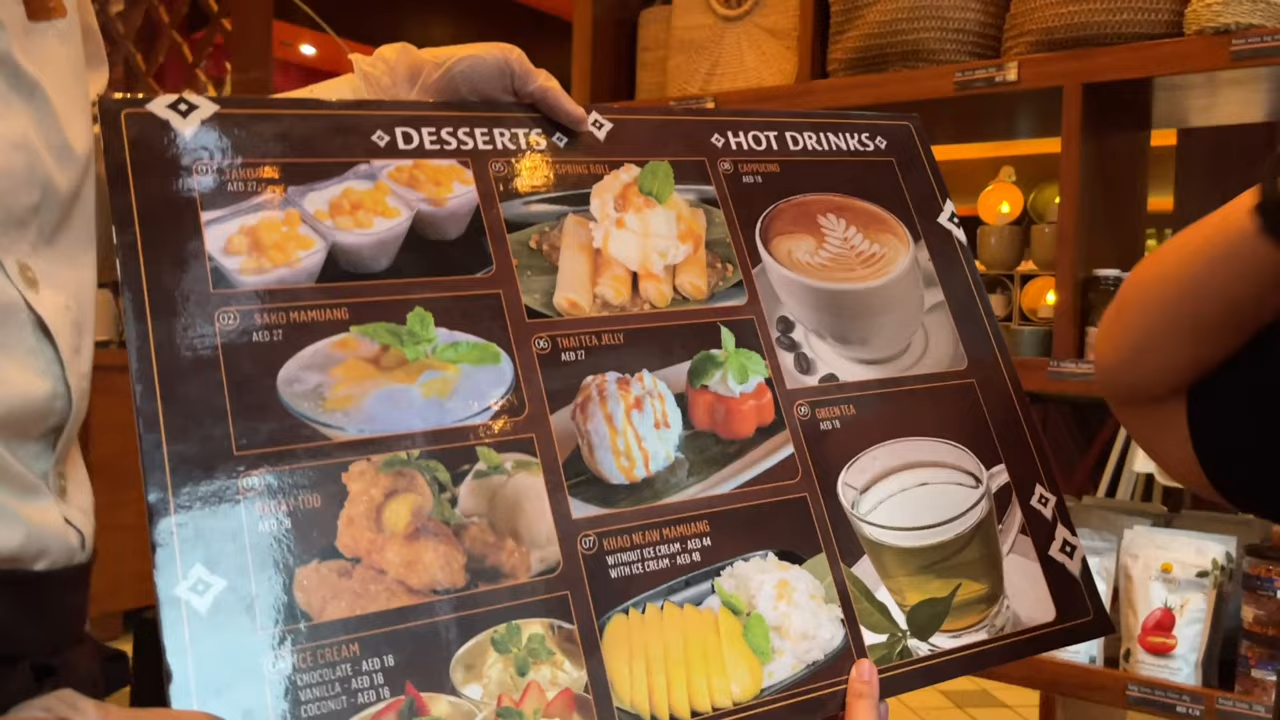 DESSERTS
01
AED 27
02 SAKO MAMUANG
AED 27
03
AED 30
ICE CREAM
CHOCOLATE - AED 16
VANILLA - AED 16
COCONUT - AED 16
05 SPRING ROLL
06 THAI TEA JELLY
AED 27
07 KHAO NEAW MAMUANG
WITHOUT ICE CREAM - AED 44
WITH ICE CREAM - AED 48
HOT DRINKS
08 CAPPUCINO
AED 18
09 GREEN TEA
AED 18